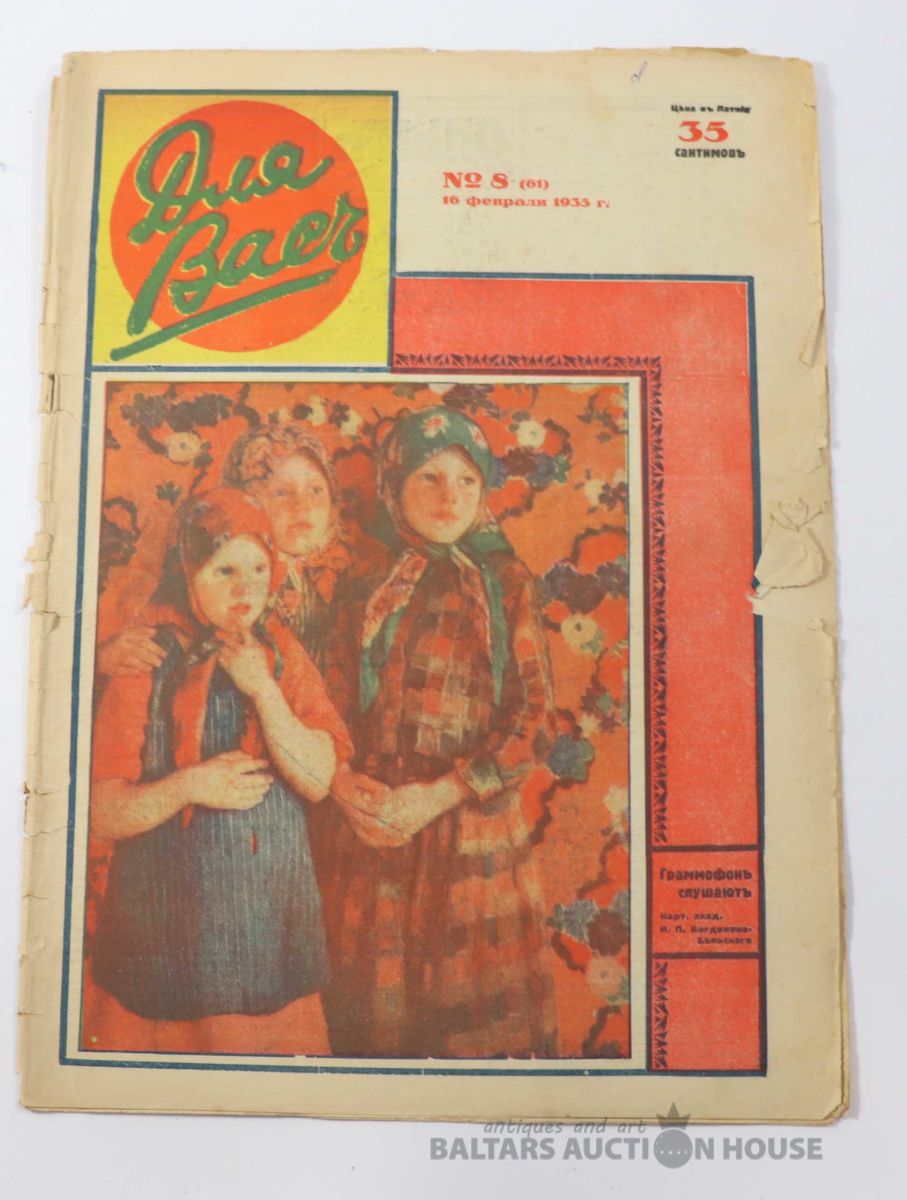 Для
Васъ
Цѣна въ Латвіи
35
сантимовъ
№ 8 (61)
16 февраля 1935 г.
Граммофонъ
слушаютъ
Карт. акад.
Н. П. Богданова-
Бѣльскаго
antiques and art
BALTARS AUCTION HOUSE